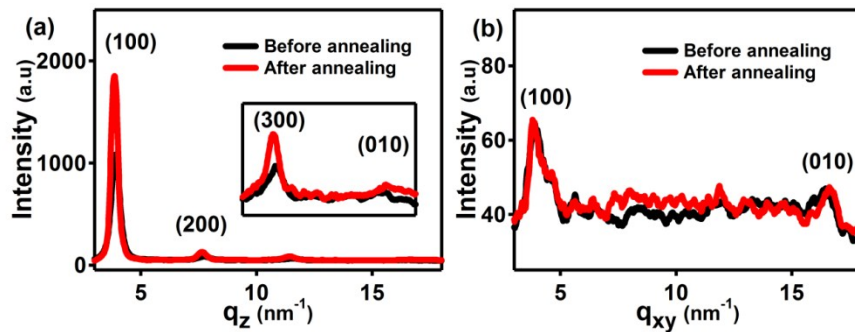 (a)
(100)
Before annealing
After annealing
2000
1000
0
Intensity (a.u)
(300)
(010)
(200)
5
10
15
q_z (nm⁻¹)
(b)
Before annealing
After annealing
80
60
40
Intensity (a.u)
(100)
(010)
5
10
15
q_xy (nm⁻¹)